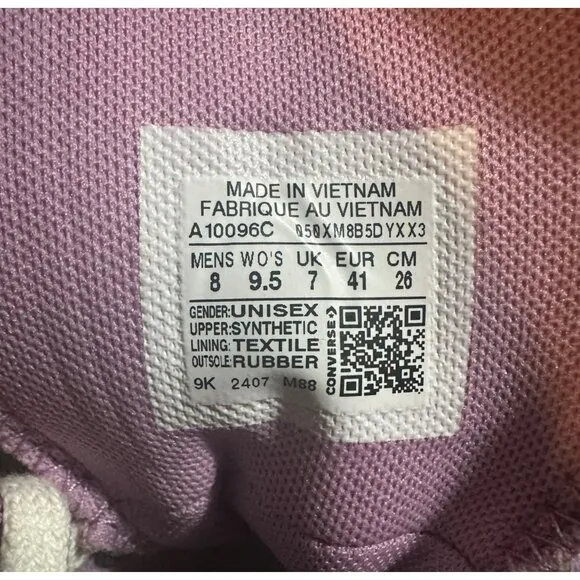 MADE IN VIETNAM
FABRIQUE AU VIETNAM
A10096C 050XM8B5DYXX3
MENS WO'S UK EUR CM
8 9.5 7 41 26
GENDER:UNISEX
UPPER:SYNTHETIC
LINING:TEXTILE
OUTSOLE:RUBBER
9K 2407 M88
CONVERSE